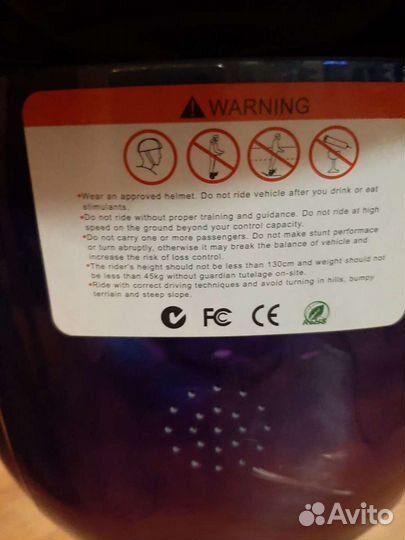 WARNING
•Wear an approved helmet. Do not ride vehicle after you drink or eat
stimulants.
•Do not ride without proper training and guidance. Do not ride at high
speed on the ground beyond your control capacity.
•Do not carry one or more passengers. Do not make stunt performace
or turn abruptly, otherwise it may break the balance of vehicle and
increase the risk of loss control.
•The rider's height should not be less than 130cm and weight should not
be less than 45kg without guardian tutelage on-site.
•Ride with correct driving techniques and avoid turning in hills, bumpy
terriain and steep slope.
FC CE RoHS
Avito